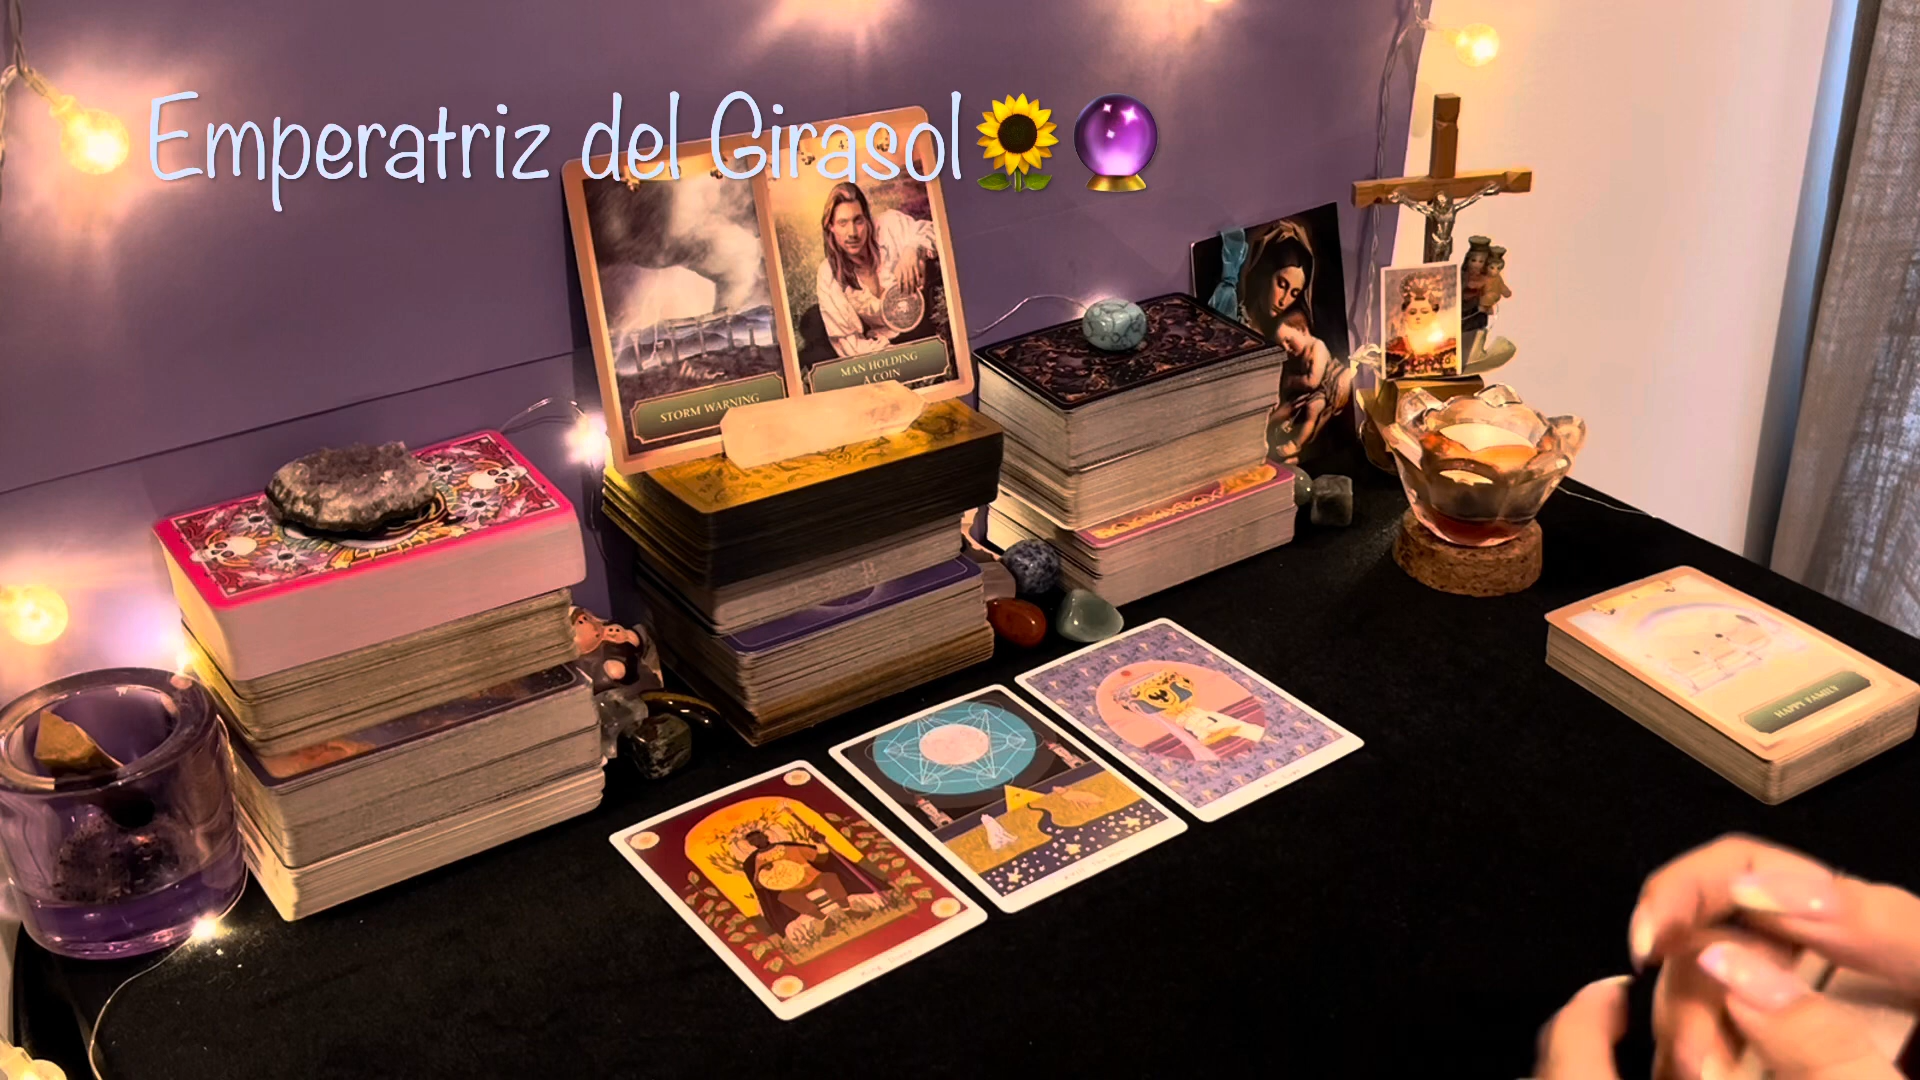 Emperatriz del Girasol🌻🔮
STORM WARNING
MAN HOLDING
A COIN
HAPPY FAMILY